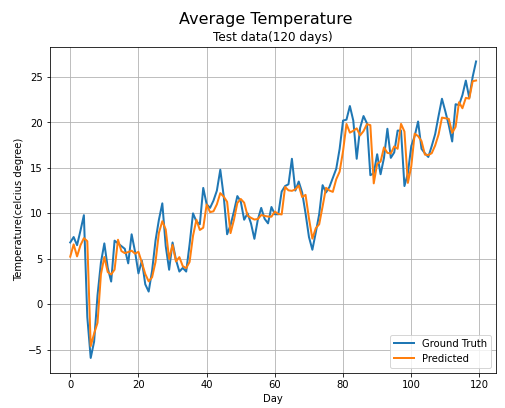 Average Temperature
Test data(120 days)
Temperature(celcius degree)
25
20
15
10
5
0
−5
0
20
40
60
80
100
120
Day
Ground Truth
Predicted